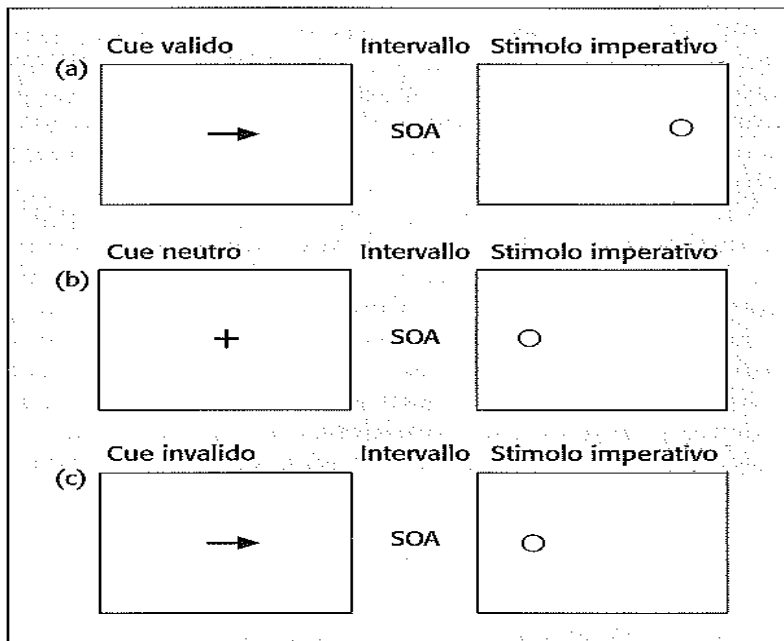 Cue valido Intervallo Stimolo imperativo
(a)
SOA
Cue neutro Intervallo Stimolo imperativo
(b)
SOA
Cue invalido Intervallo Stimolo imperativo
(c)
SOA